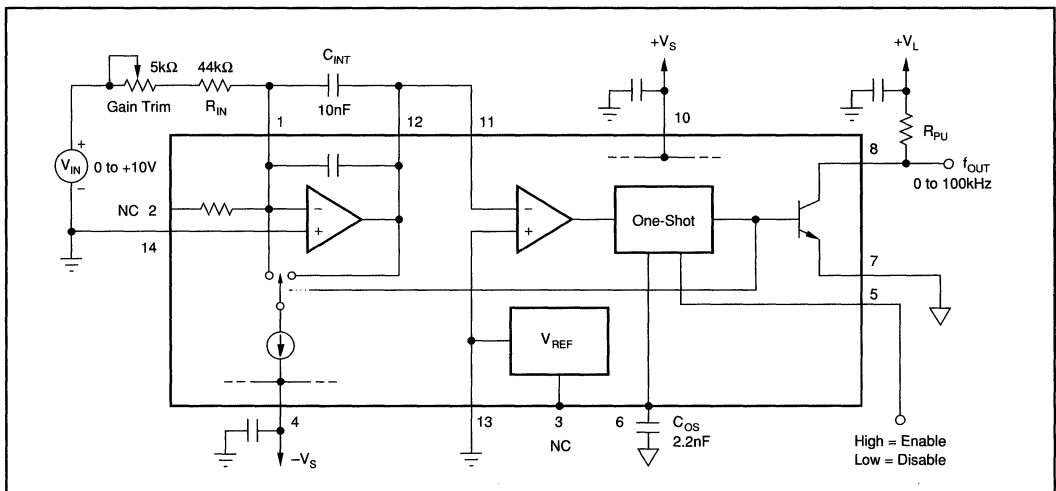 +V_S
+V_L
C_INT
5kΩ
44kΩ
Gain Trim
R_IN
10nF
R_PU
1
12
11
10
8
f_OUT
0 to 100kHz
V_IN
+
−
0 to +10V
NC 2
−
+
14
−
+
One-Shot
7
5
V_REF
4
13
3
NC
6
C_OS
2.2nF
−V_S
High = Enable
Low = Disable